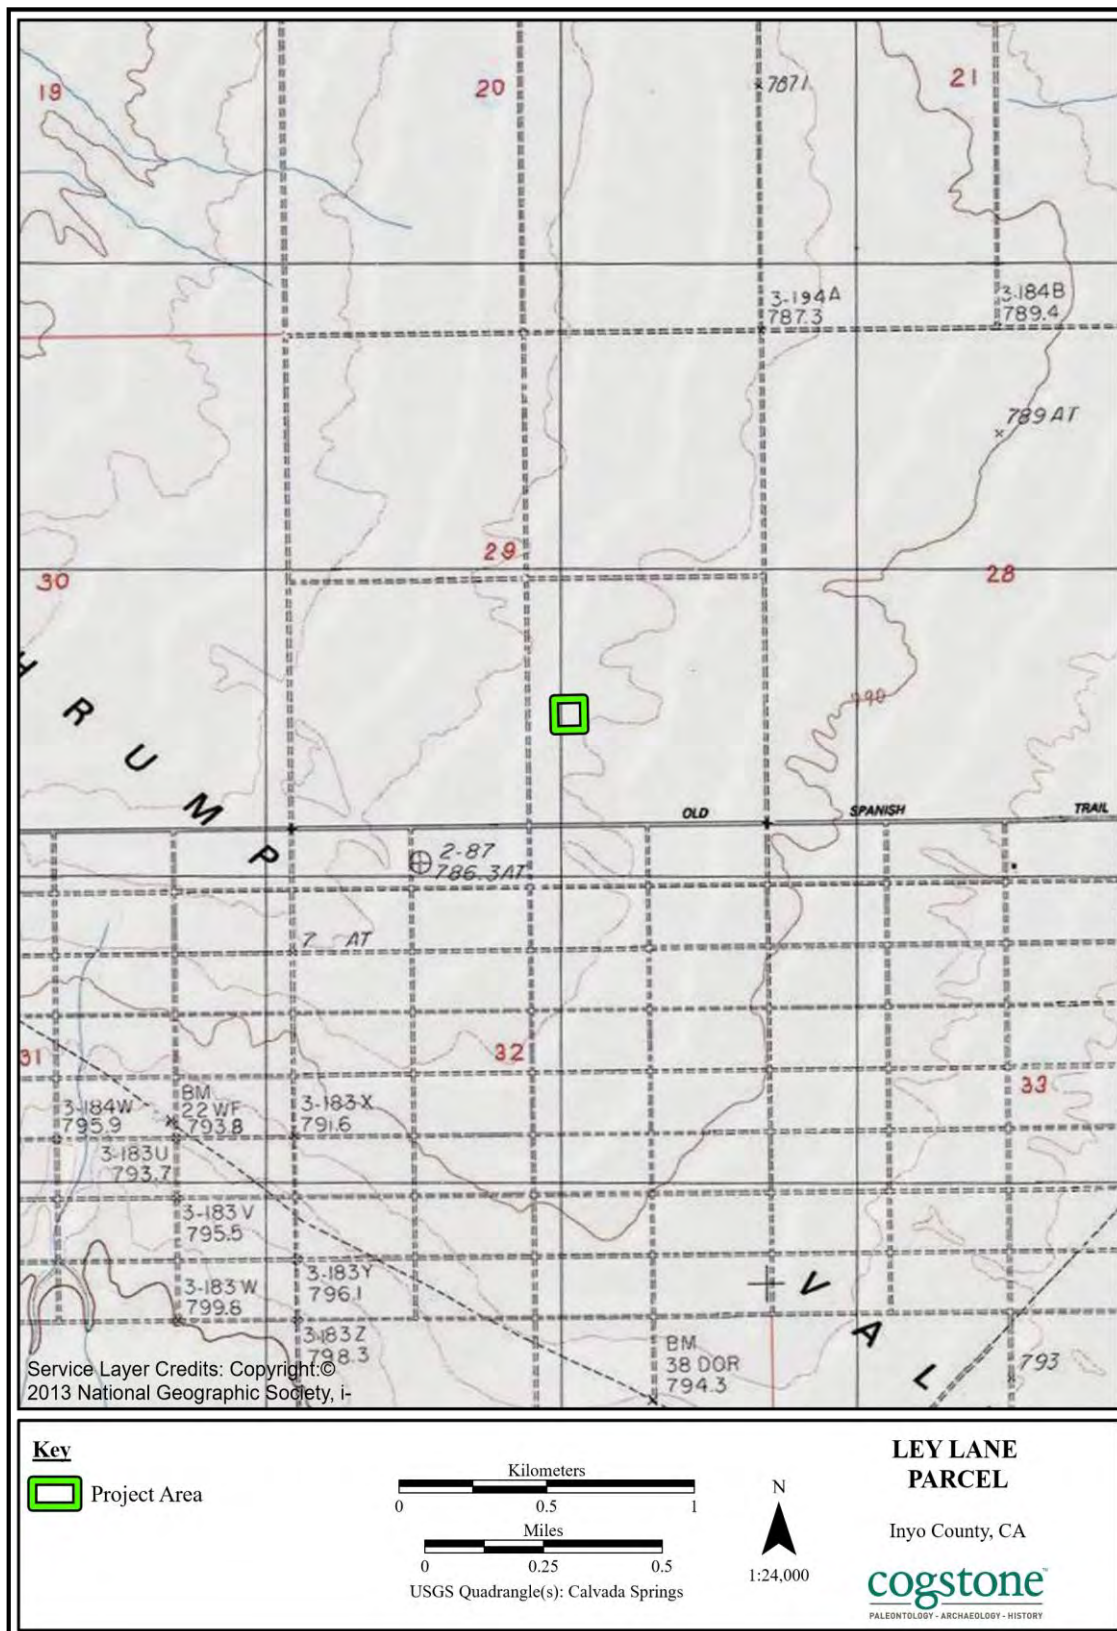 19
20
21
7871
3-194A
787.3
3-184B
789.4
789 AT
29
30
28
H R U M P
790
OLD SPANISH TRAIL
2-87
786.3AT
7 AT
31
32
33
3-184W
795.9
BM
22 WF
793.8
3-183X
791.6
3-183U
793.7
3-183V
795.5
3-183W
799.8
3-183Y
796.1
3-183Z
798.3
BM
38 DOR
794.3
V A L
793
Service Layer Credits: Copyright:©
2013 National Geographic Society, i-
Key
Project Area
Kilometers
0 0.5 1
Miles
0 0.25 0.5
USGS Quadrangle(s): Calvada Springs
N
1:24,000
LEY LANE
PARCEL
Inyo County, CA
cogstone™
PALEONTOLOGY - ARCHAEOLOGY - HISTORY